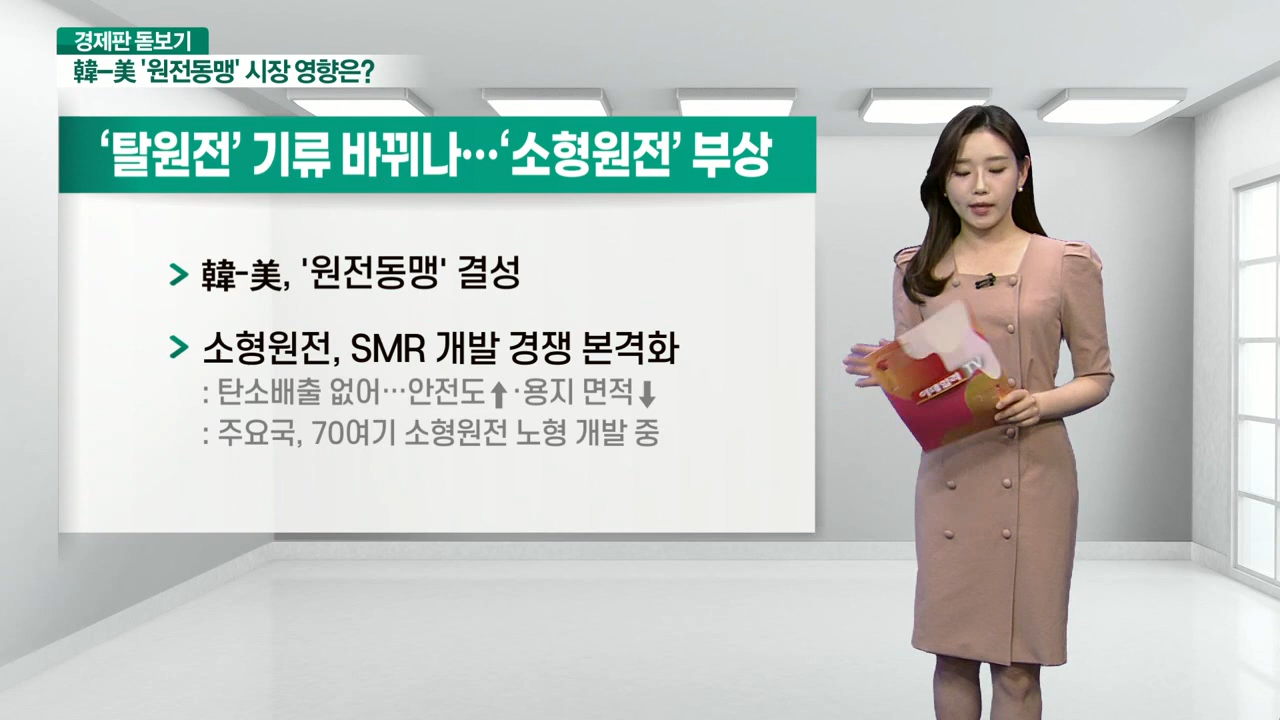 경제판 돋보기
韓-美 '원전동맹' 시장 영향은?
‘탈원전’ 기류 바뀌나…‘소형원전’ 부상
> 韓-美, '원전동맹' 결성
> 소형원전, SMR 개발 경쟁 본격화
: 탄소배출 없어…안전도⬆·용지 면적⬇
: 주요국, 70여기 소형원전 노형 개발 중